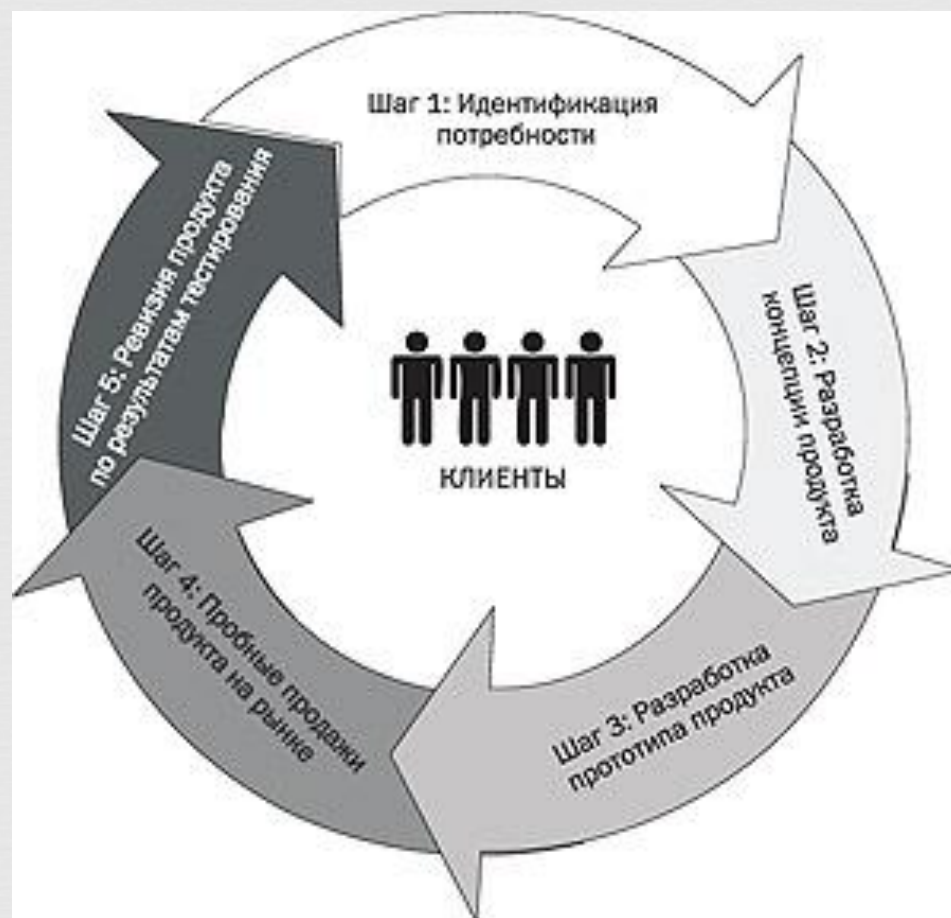 Шаг 1: Идентификация
потребности
Шаг 2: Разработка
концепции продукта
Шаг 3: Разработка
прототипа продукта
Шаг 4: Пробные продажи
продукта на рынке
Шаг 5: Ревизия продукта
по результатам тестирования
КЛИЕНТЫ